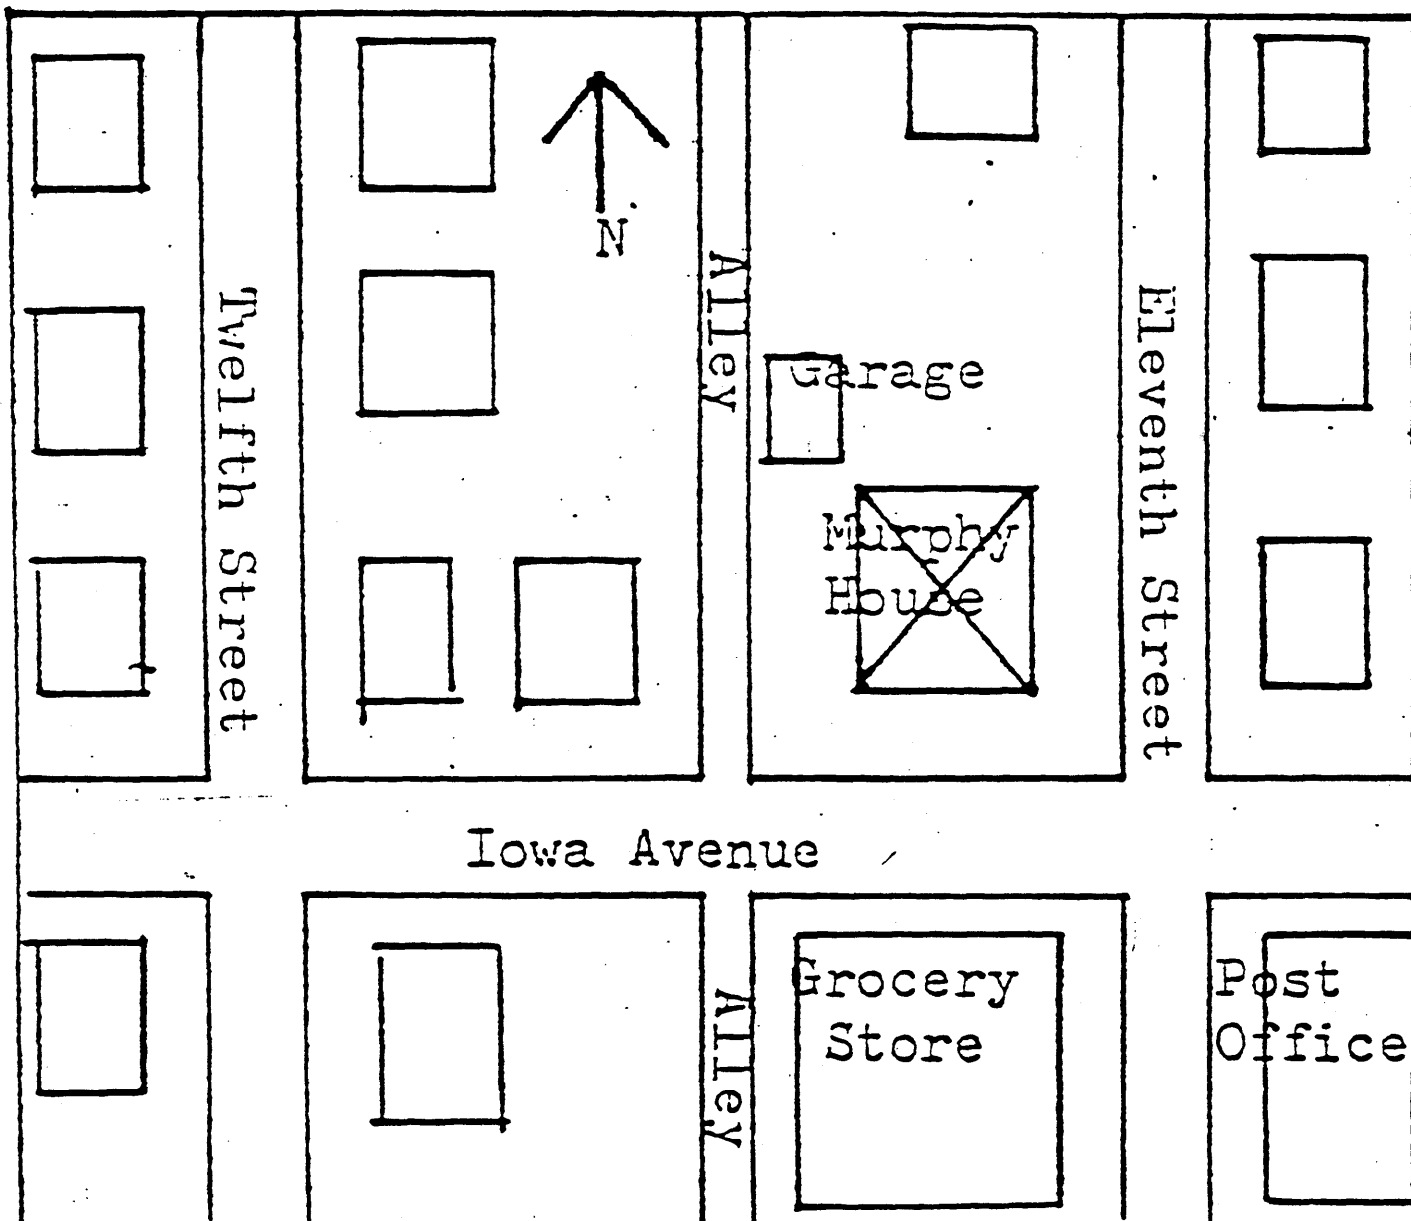 N
Alley
Twelfth Street
Eleventh Street
Garage
Murphy
House
Iowa Avenue
Grocery
Store
Post
Office
Alley